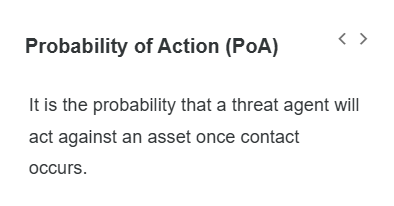 Probability of Action (PoA)
It is the probability that a threat agent will
act against an asset once contact
occurs.